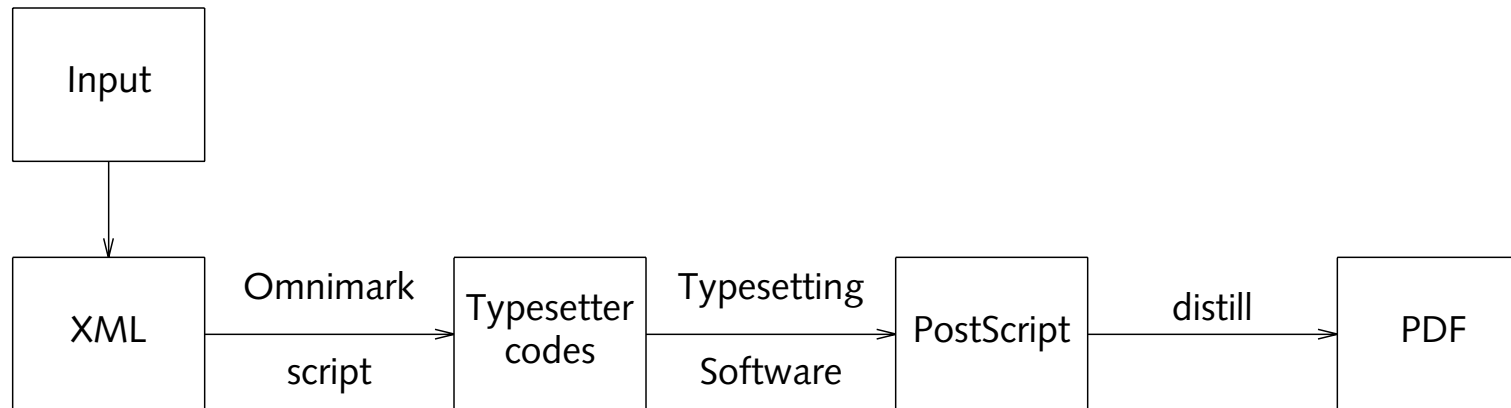 Input
XML
Omnimark
script
Typesetter
codes
Typesetting
Software
PostScript
distill
PDF